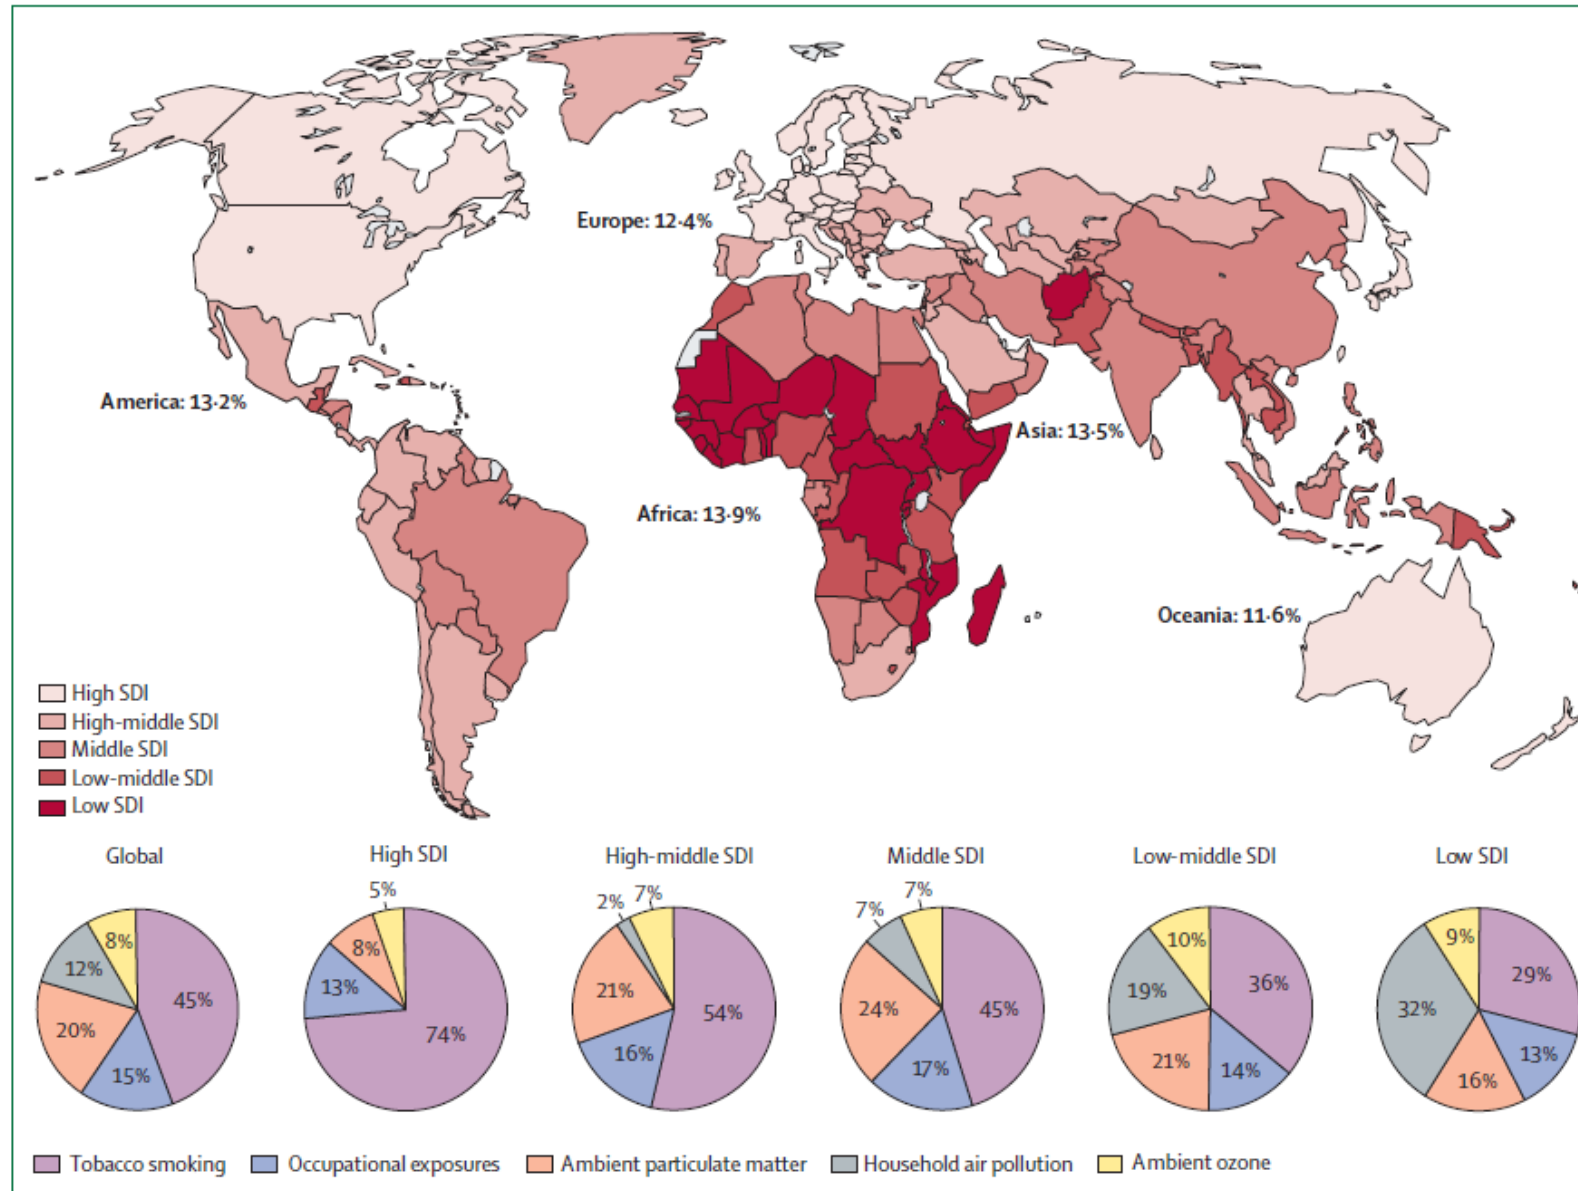 Europe: 12·4%
America: 13·2%
Asia: 13·5%
Africa: 13·9%
Oceania: 11·6%
High SDI
High-middle SDI
Middle SDI
Low-middle SDI
Low SDI
Global
High SDI
High-middle SDI
Middle SDI
Low-middle SDI
Low SDI
8%
12%
45%
20%
15%
5%
8%
13%
74%
2%
7%
21%
54%
16%
7%
7%
24%
45%
17%
10%
19%
36%
21%
14%
9%
32%
29%
13%
16%
Tobacco smoking
Occupational exposures
Ambient particulate matter
Household air pollution
Ambient ozone